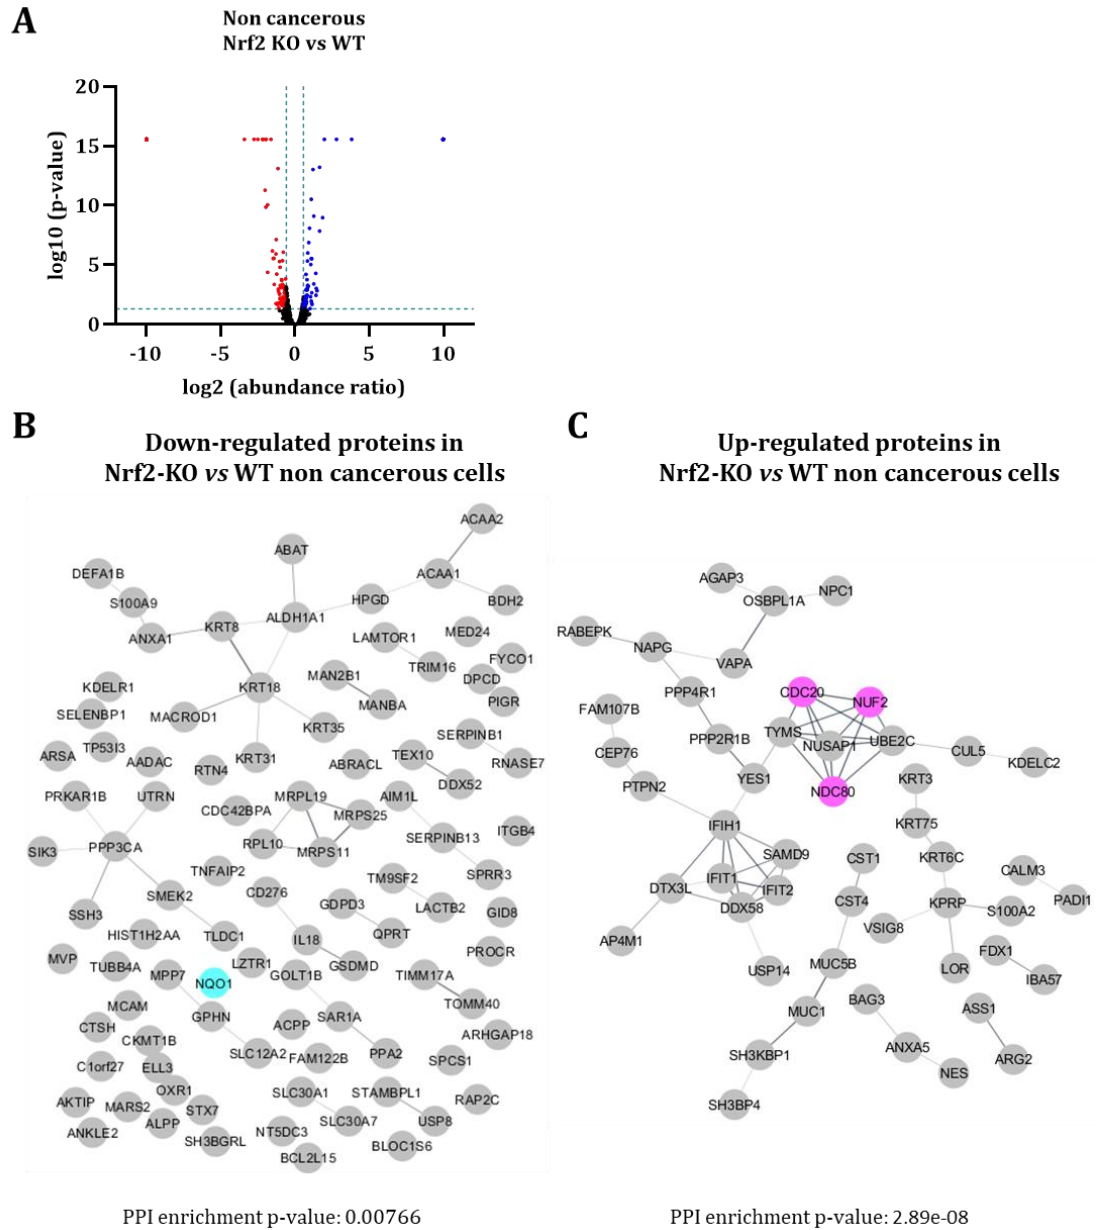 A
Non cancerous
Nrf2 KO vs WT
20
15
10
5
0
log10 (p-value)
-10
-5
0
5
10
log2 (abundance ratio)
B
Down-regulated proteins in
Nrf2-KO vs WT non cancerous cells
ACAA2
ABAT
DEFA1B
ACAA1
S100A9
HPGD
BDH2
ANXA1
KRT8
ALDH1A1
LAMTOR1
MED24
TRIM16
FYCO1
KDELR1
KRT18
MAN2B1
DPCD
SELENBP1
MACROD1
MANBA
PIGR
KRT35
SERPINB1
ARSA
TP53I3
AADAC
RTN4
KRT31
ABRACL
TEX10
RNASE7
DDX52
PRKAR1B
UTRN
CDC42BPA
MRPL19
MRPS25
AIM1L
ITGB4
SIK3
PPP3CA
RPL10
MRPS11
SERPINB13
TNFAIP2
SPRR3
SMEK2
CD276
TM9SF2
SSH3
GDPD3
LACTB2
GID8
HIST1H2AA
TLDC1
IL18
QPRT
PROCR
MVP
TUBB4A
MPP7
LZTR1
GOLT1B
GSDMD
TIMM17A
NQO1
TOMM40
MCAM
GPHN
ACPP
SAR1A
ARHGAP18
CTSH
CKMT1B
SLC12A2
FAM122B
PPA2
SPCS1
C1orf27
ELL3
OXR1
SLC30A1
STAMBPL1
RAP2C
AKTIP
MARS2
STX7
ANKLE2
ALPP
SH3BGRL
NT5DC3
SLC30A7
USP8
BCL2L15
BLOC1S6
PPI enrichment p-value: 0.00766
C
Up-regulated proteins in
Nrf2-KO vs WT non cancerous cells
AGAP3
OSBPL1A
NPC1
RABEPK
NAPG
VAPA
PPP4R1
CDC20
NUF2
FAM107B
TYMS
NUSAP1
UBE2C
PPP2R1B
CUL5
CEP76
KDELC2
PTPN2
YES1
NDC80
KRT3
IFIH1
KRT75
SAMD9
CST1
KRT6C
CALM3
DTX3L
IFIT1
IFIT2
PADI1
DDX58
CST4
KPRP
S100A2
AP4M1
VSIG8
USP14
MUC5B
LOR
FDX1
IBA57
MUC1
BAG3
ASS1
SH3KBP1
ANXA5
ARG2
NES
SH3BP4
PPI enrichment p-value: 2.89e-08